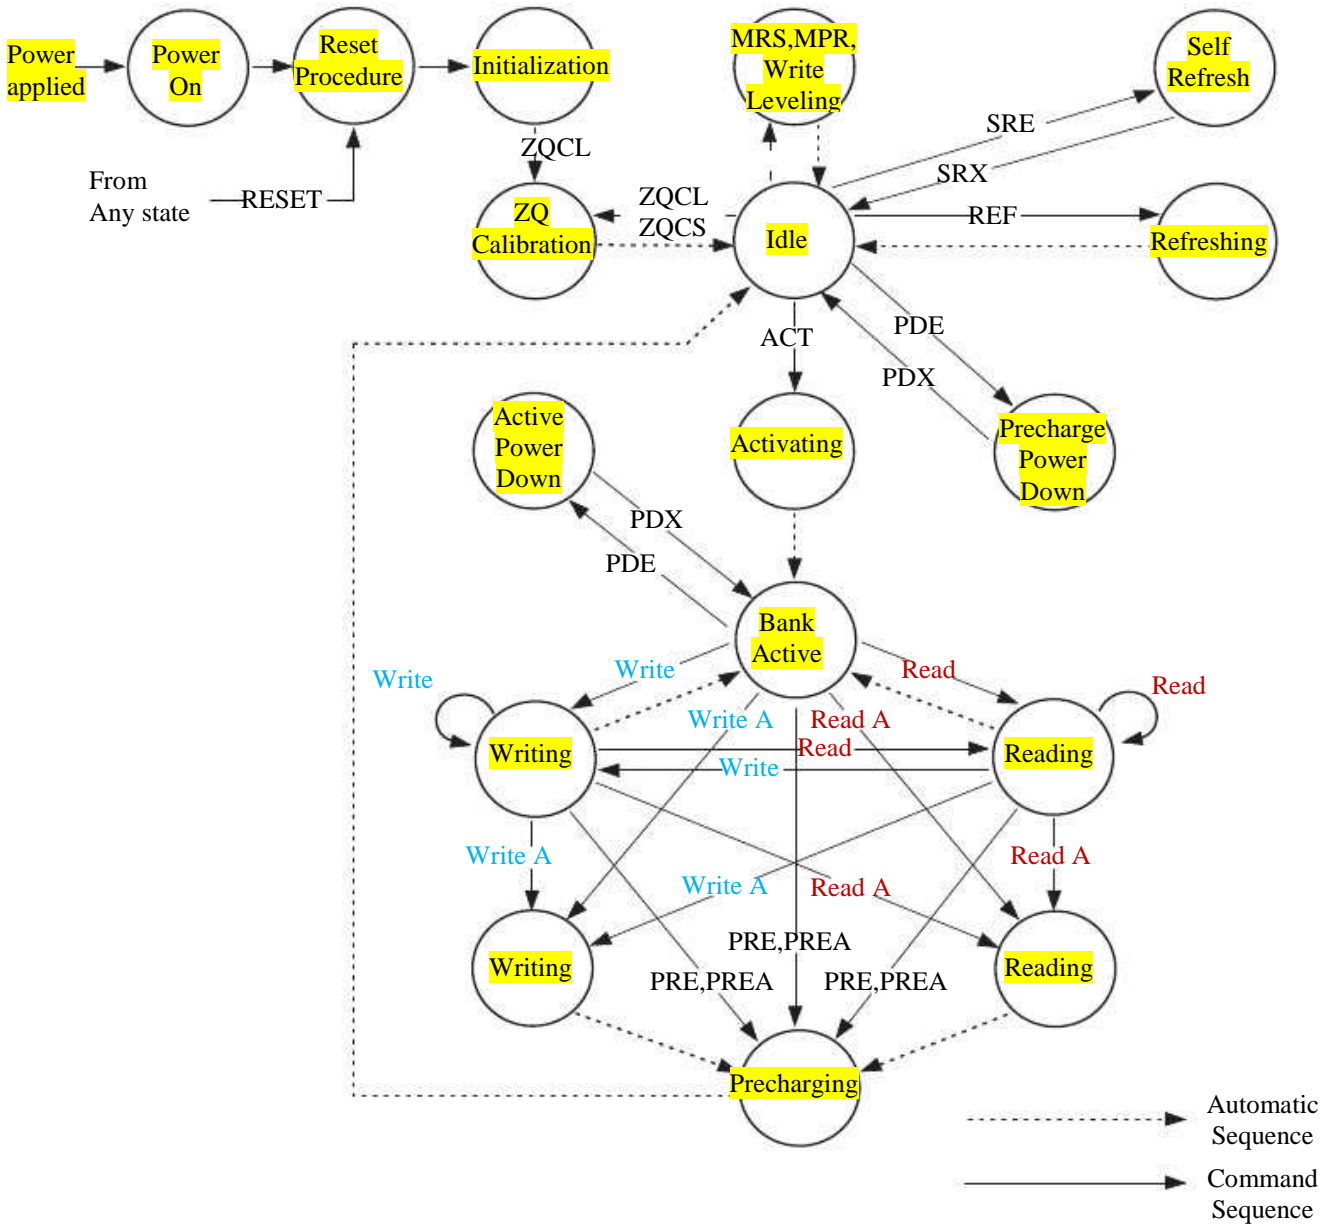 Power
applied
Power
On
Reset
Procedure
Initialization
MRS,MPR,
Write
Leveling
Self
Refresh
From
Any state
RESET
ZQCL
ZQ
Calibration
ZQCL
ZQCS
Idle
SRE
SRX
REF
Refreshing
ACT
PDE
PDX
Active
Power
Down
Activating
Precharge
Power
Down
PDX
PDE
Bank
Active
Write
Write
Read
Read
Write A
Read A
Writing
Read
Write
Reading
Write A
Write A
Read A
Read A
Writing
PRE,PREA
PRE,PREA
PRE,PREA
Reading
Precharging
Automatic
Sequence
Command
Sequence